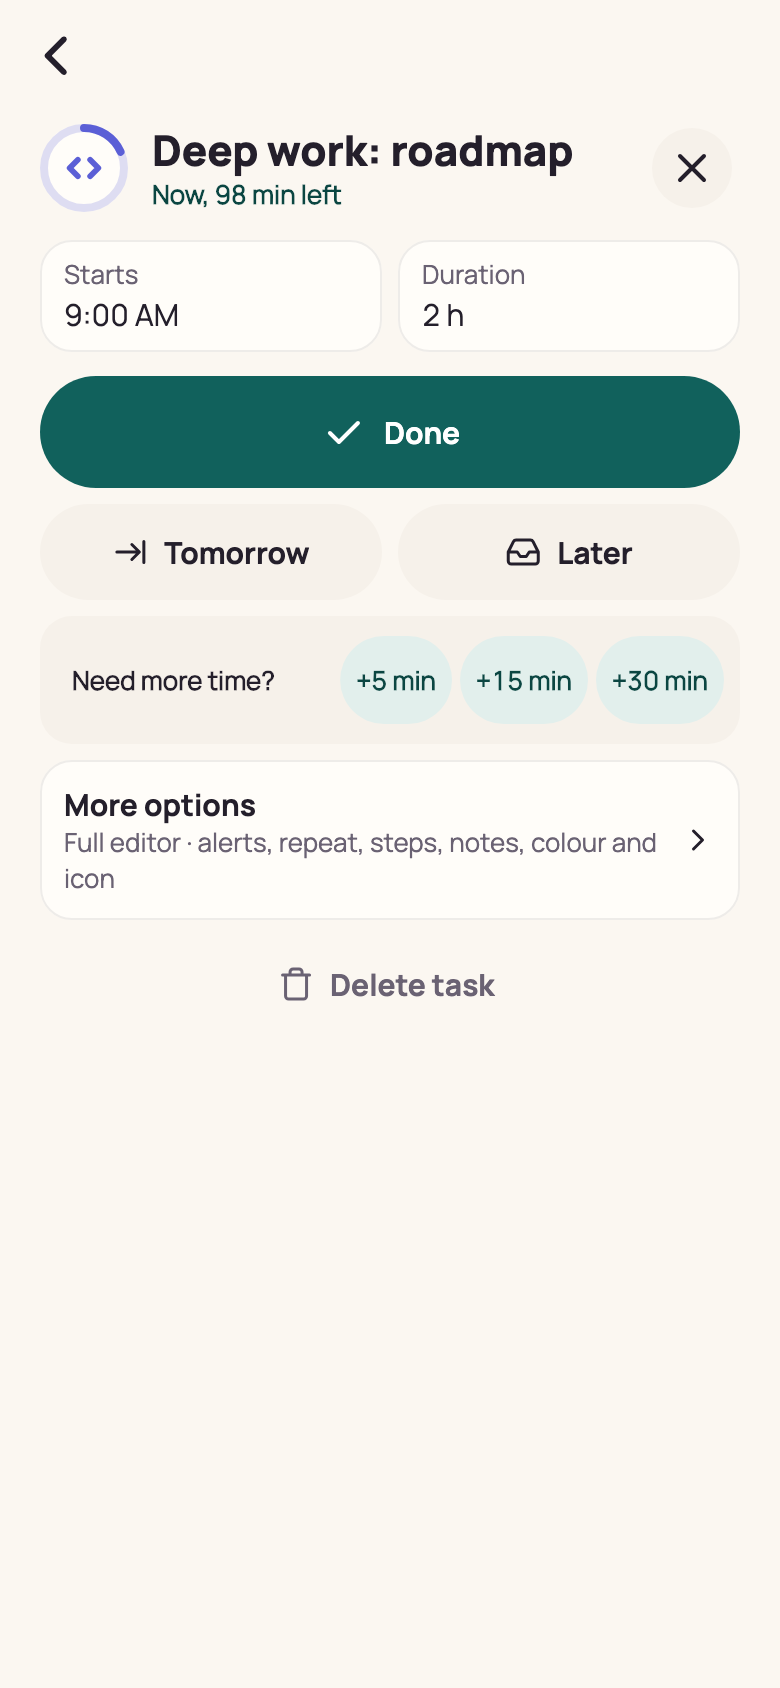 Deep work: roadmap
Now, 98 min left
Starts
9:00 AM
Duration
2 h
Done
Tomorrow
Later
Need more time?
+5 min
+15 min
+30 min
More options
Full editor · alerts, repeat, steps, notes, colour and
icon
Delete task